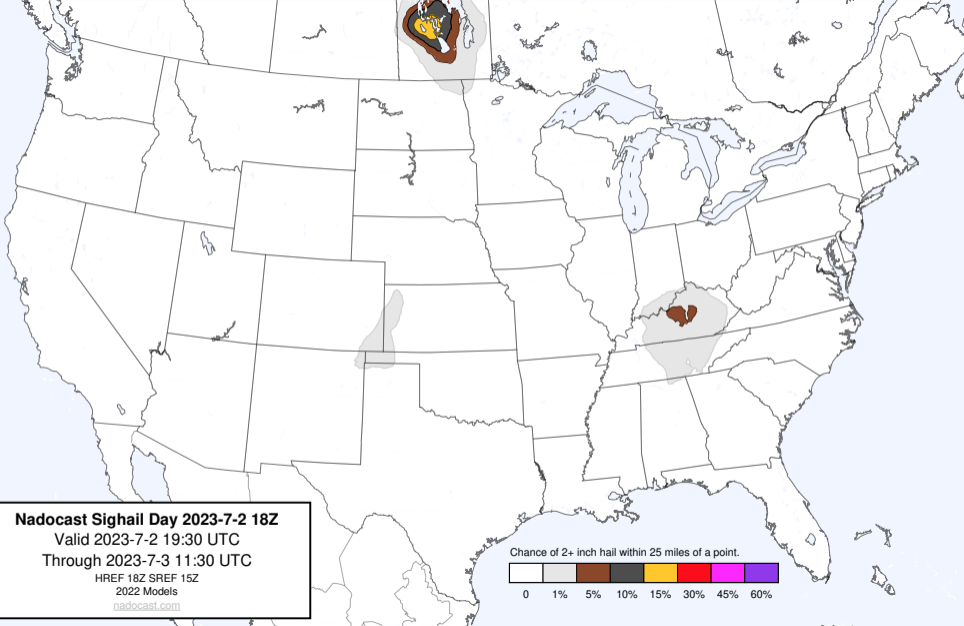 Nadocast Sighail Day 2023-7-2 18Z
Valid 2023-7-2 19:30 UTC
Through 2023-7-3 11:30 UTC
HREF 18Z SREF 15Z
2022 Models
nadocast.com
Chance of 2+ inch hail within 25 miles of a point.
0 1% 5% 10% 15% 30% 45% 60%